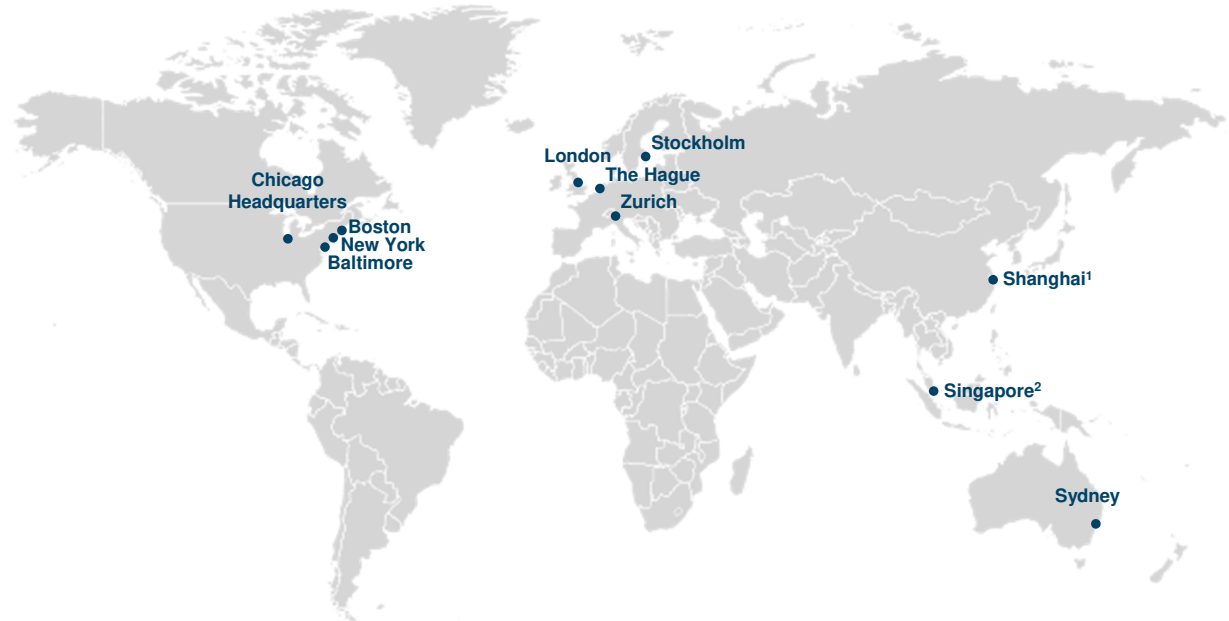 Stockholm
London
The Hague
Zurich
Chicago
Headquarters
Boston
New York
Baltimore
Shanghai¹
Singapore²
Sydney